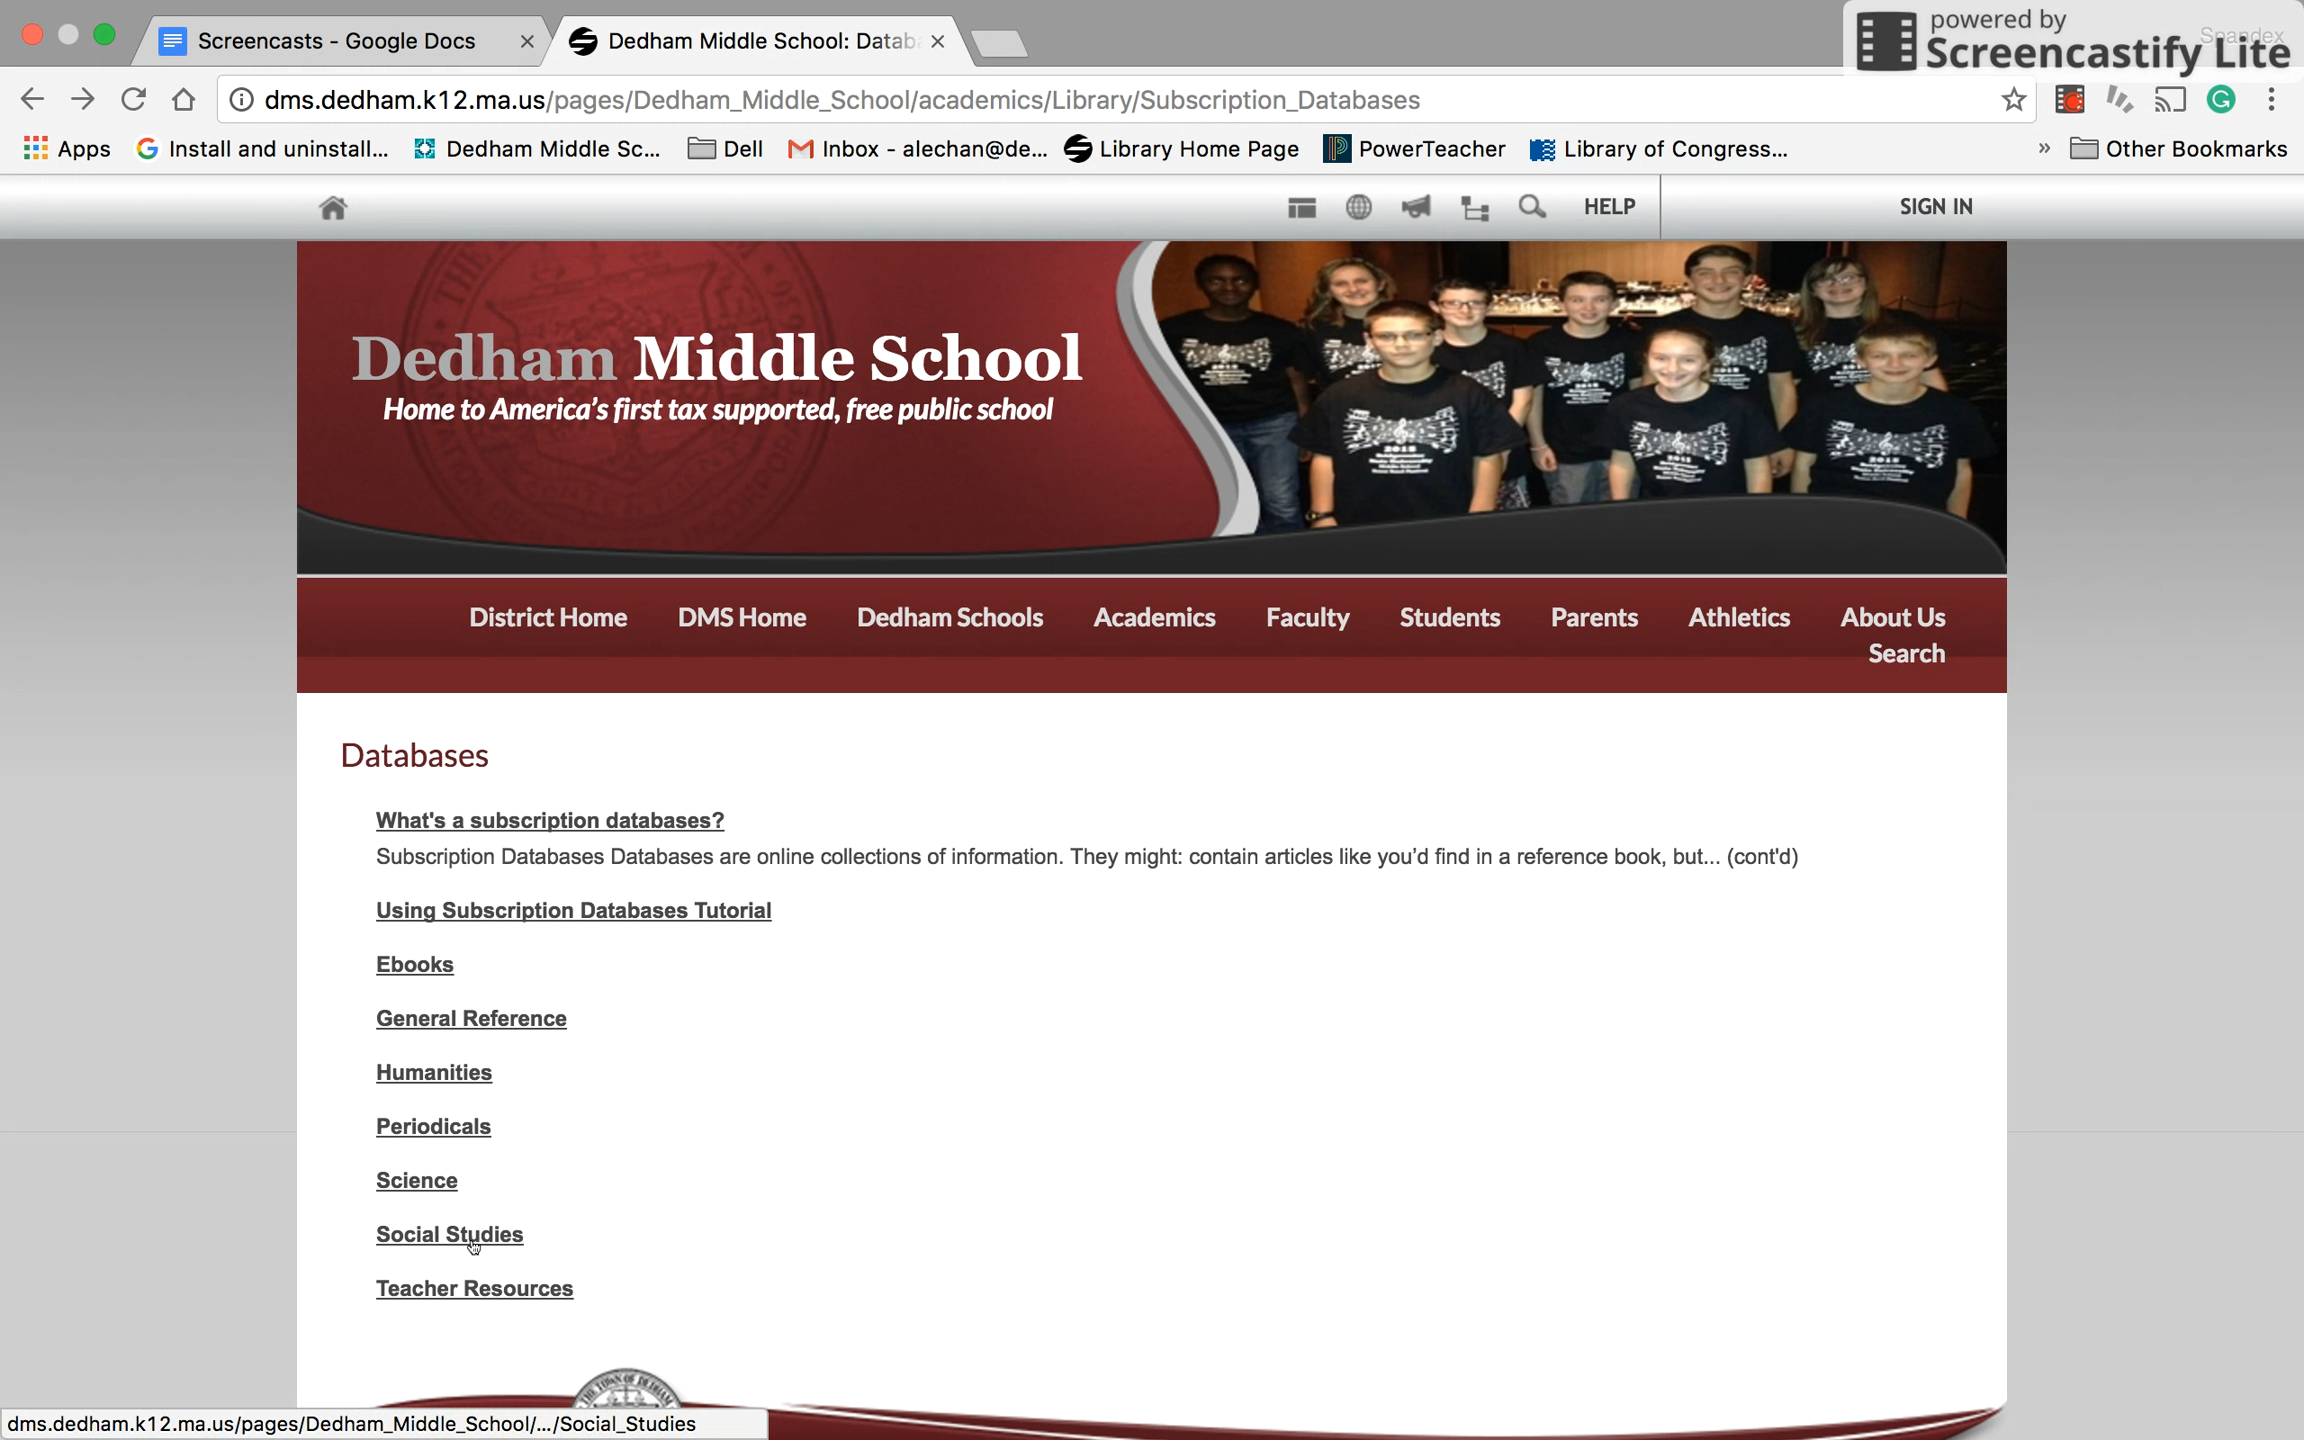 Screencasts - Google Docs
Dedham Middle School: Datab
Spandex
powered by
Screencastify Lite
dms.dedham.k12.ma.us/pages/Dedham_Middle_School/academics/Library/Subscription_Databases
Apps
Install and uninstall...
Dedham Middle Sc...
Dell
Inbox - alechan@de...
Library Home Page
PowerTeacher
Library of Congress...
»
Other Bookmarks
HELP
SIGN IN
Dedham Middle School
Home to America's first tax supported, free public school
District Home
DMS Home
Dedham Schools
Academics
Faculty
Students
Parents
Athletics
About Us
Search
Databases
What's a subscription databases?
Subscription Databases Databases are online collections of information. They might: contain articles like you'd find in a reference book, but... (cont'd)
Using Subscription Databases Tutorial
Ebooks
General Reference
Humanities
Periodicals
Science
Social Studies
Teacher Resources
THE TOWN OF DEDHAM
dms.dedham.k12.ma.us/pages/Dedham_Middle_School/.../Social_Studies